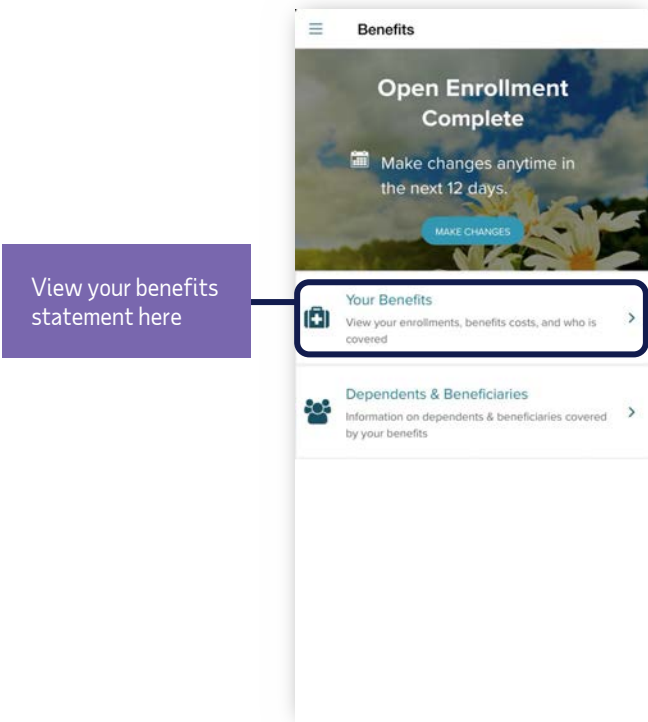 Benefits
Open Enrollment
Complete
Make changes anytime in
the next 12 days.
MAKE CHANGES
View your benefits
statement here
Your Benefits
View your enrollments, benefits costs, and who is
covered
Dependents & Beneficiaries
Information on dependents & beneficiaries covered
by your benefits